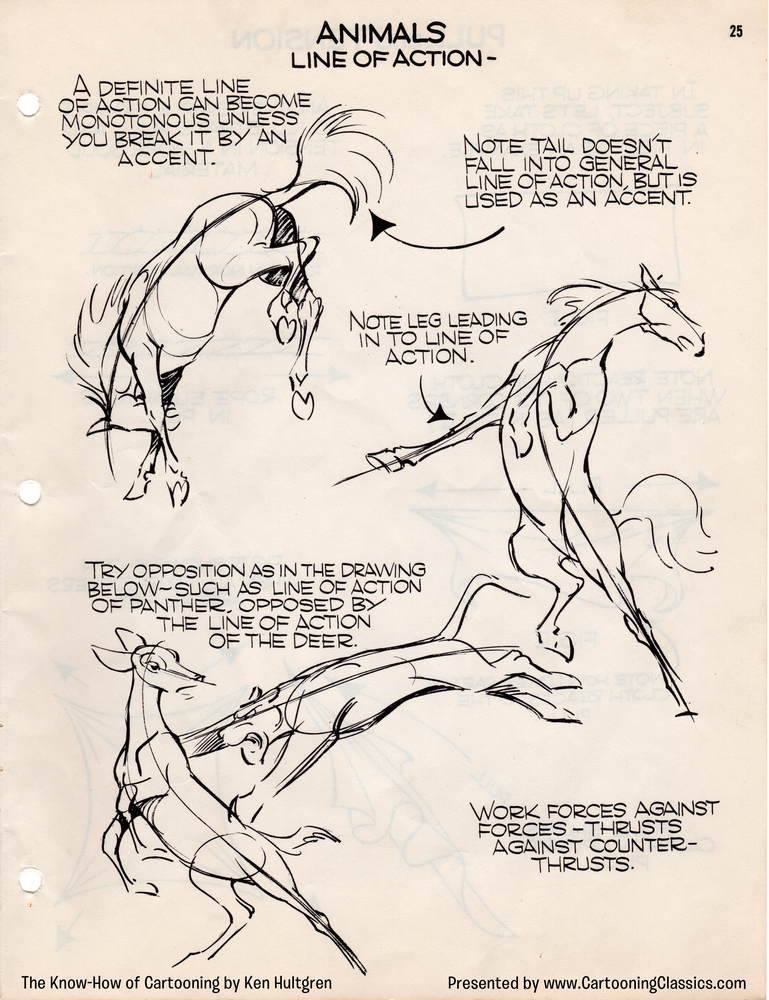 ANIMALS
25
LINE OF ACTION -
A DEFINITE LINE
OF ACTION CAN BECOME
MONOTONOUS UNLESS
YOU BREAK IT BY AN
ACCENT.
NOTE TAIL DOESN'T
FALL INTO GENERAL
LINE OF ACTION, BUT IS
USED AS AN ACCENT.
NOTE LEG LEADING
IN TO LINE OF
ACTION.
TRY OPPOSITION AS IN THE DRAWING
BELOW~SUCH AS LINE OF ACTION
OF PANTHER, OPPOSED BY
THE LINE OF ACTION
OF THE DEER.
WORK FORCES AGAINST
FORCES - THRUSTS
AGAINST COUNTER-
THRUSTS.
The Know-How of Cartooning by Ken Hultgren
Presented by www.CartooningClassics.com